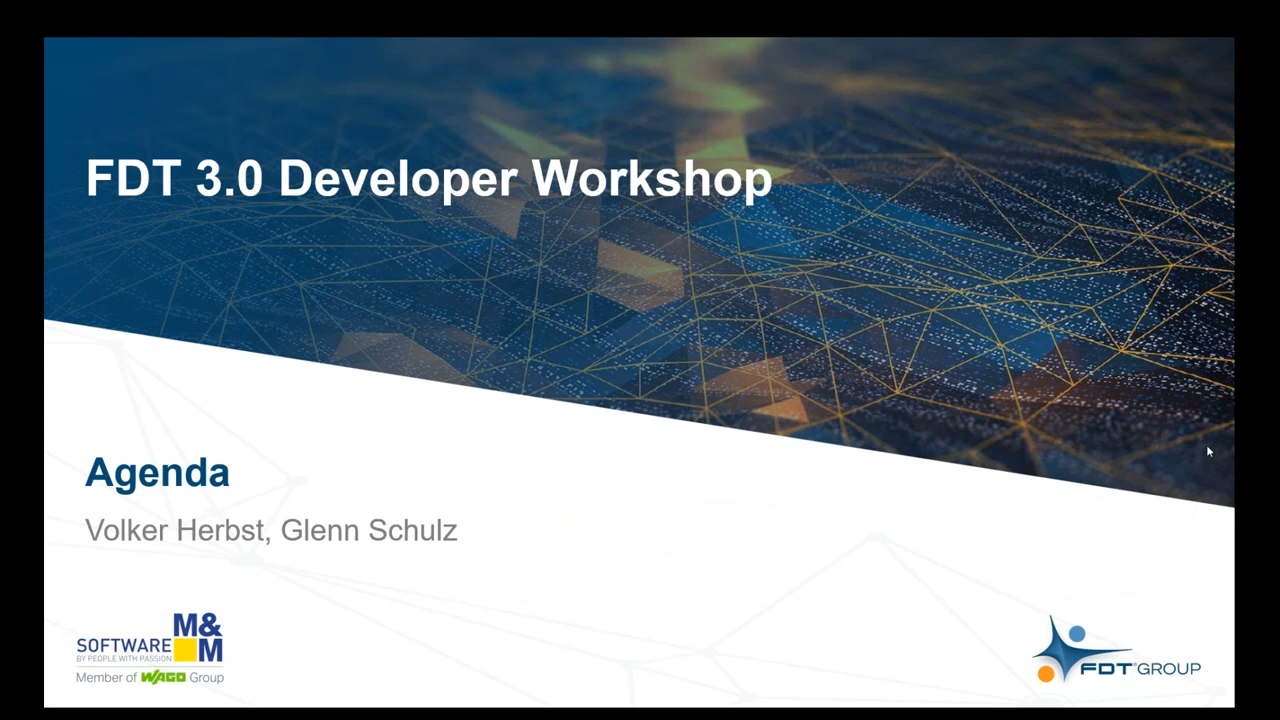 FDT 3.0 Developer Workshop
Agenda
Volker Herbst, Glenn Schulz
M&
SOFTWARE M
BY PEOPLE WITH PASSION
Member of WAGO Group
FDT® GROUP